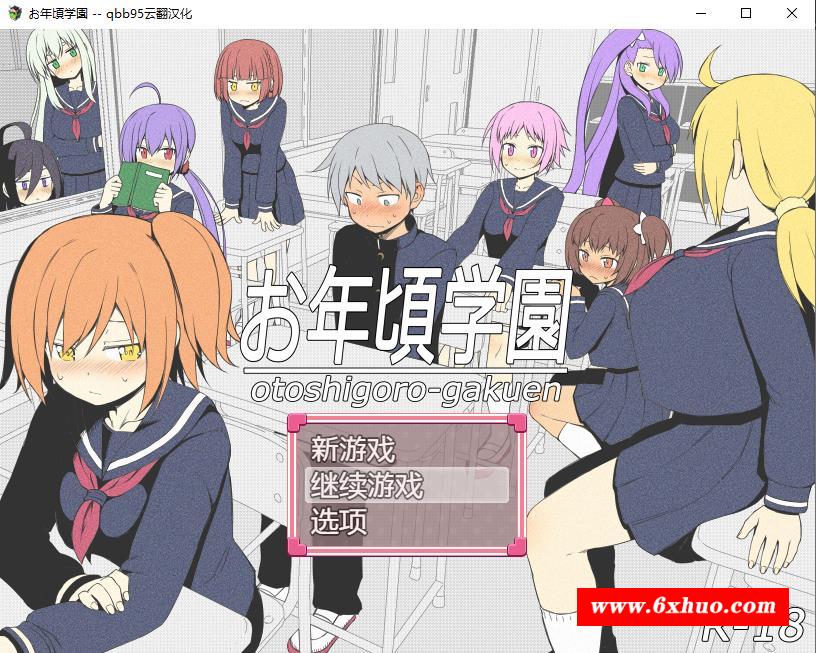 お年頃学園 -- qbb95云翻汉化
お年頃学園
otoshigoro-gakuen
新游戏
继续游戏
选项
www.6xhuo.com
R-18